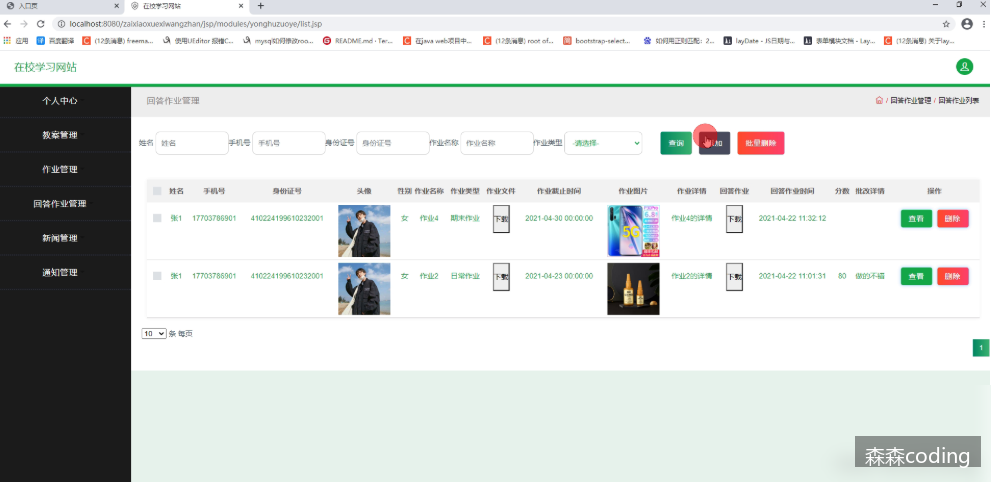 入口页
在校学习网站
localhost:8080/zaixiaoxuexiwangzhan/jsp/modules/yonghuzuoye/list.jsp
应用
百度翻译
(12条消息) freema...
使用UEditor 报错C...
mysql如何修改roo...
README.md · Ter...
在java web项目中...
(12条消息) root of...
bootstrap-select...
如何用正则匹配：2...
layDate - JS日期与...
表单模块文档 - Lay...
(12条消息) 关于lay...
在校学习网站
个人中心
教案管理
作业管理
回答作业管理
新闻管理
通知管理
回答作业管理
/ 回答作业管理 / 回答作业列表
姓名 姓名 手机号 手机号 身份证号 身份证号 作业名称 作业名称 作业类型 -请选择- 查询 加 批量删除
姓名 手机号 身份证号 头像 性别 作业名称 作业类型 作业文件 作业截止时间 作业图片 作业详情 回答作业 回答作业时间 分数 批改详情 操作
张1 17703786901 410224199610232001 女 作业4 期末作业 下载 2021-04-30 00:00:00 5G 作业4的详情 下载 2021-04-22 11:32:12 查看 删除
张1 17703786901 410224199610232001 女 作业2 日常作业 下载 2021-04-23 00:00:00 作业2的详情 下载 2021-04-22 11:01:31 80 做的不错 查看 删除
10 条 每页
1
森森coding